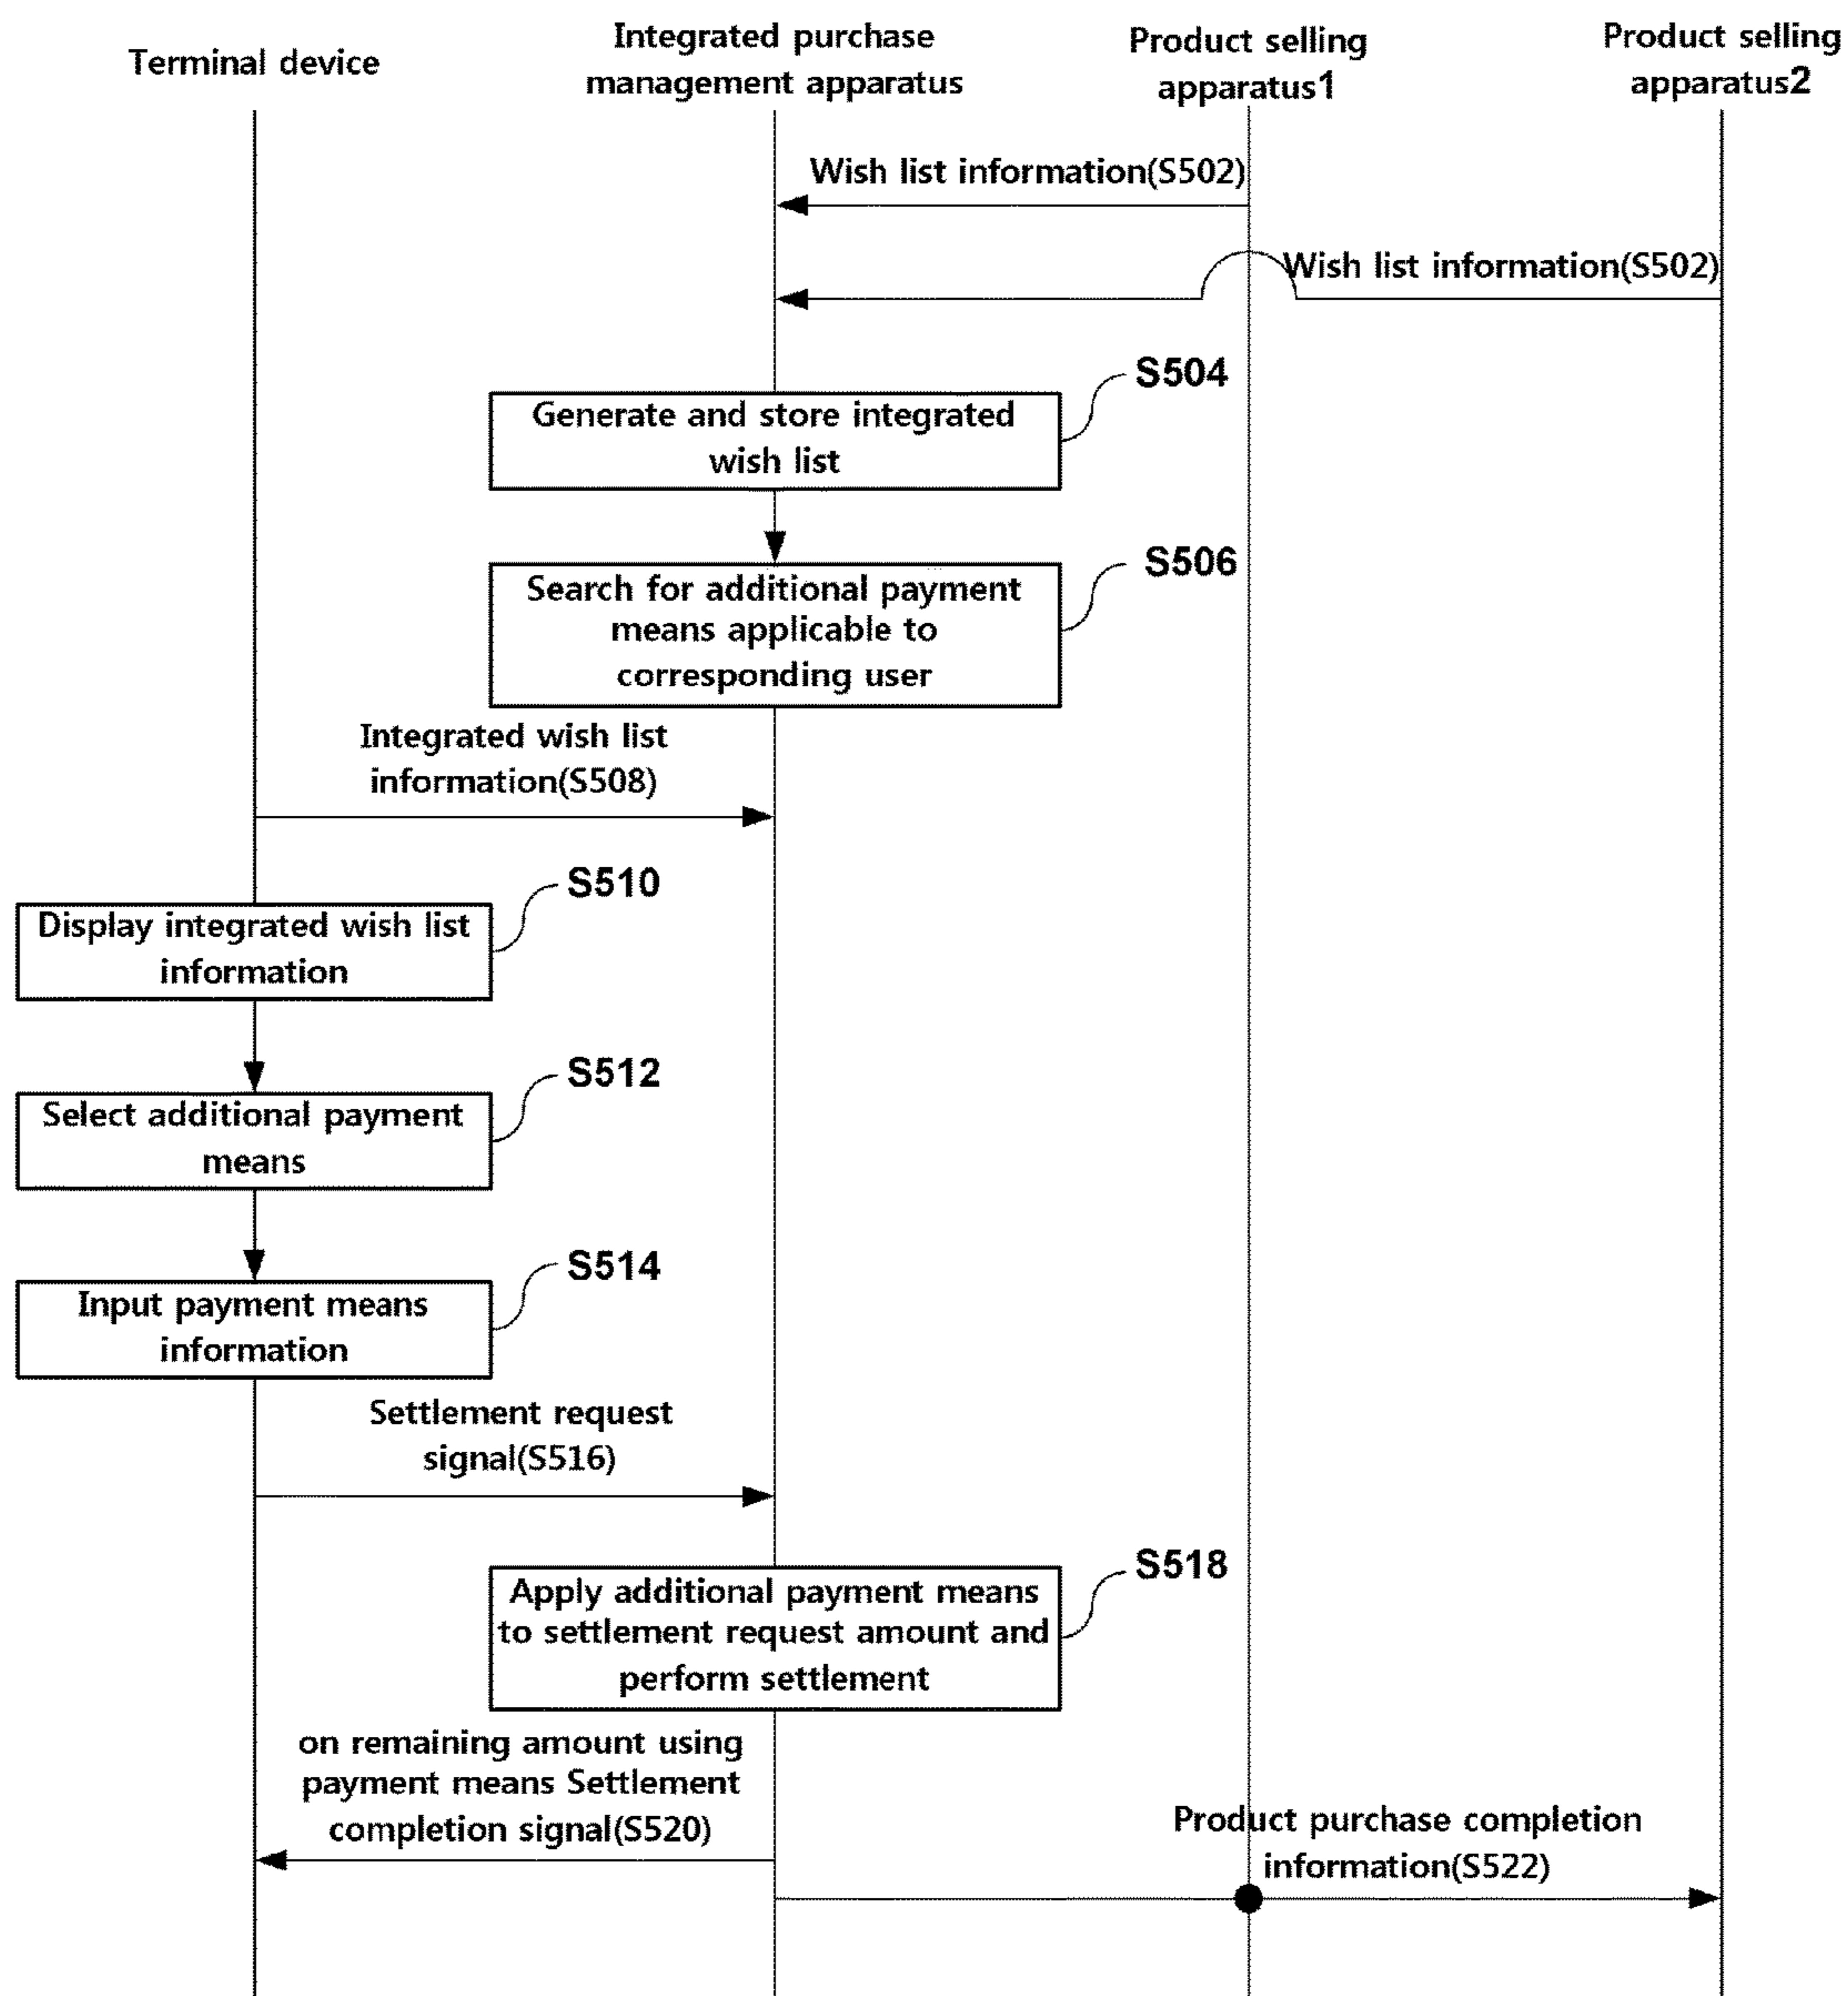 Terminal device
Integrated purchase
management apparatus
Product selling
apparatus1
Product selling
apparatus2
Wish list information(S502)
Wish list information(S502)
S504
Generate and store integrated
wish list
S506
Search for additional payment
means applicable to
corresponding user
Integrated wish list
information(S508)
S510
Display integrated wish list
information
S512
Select additional payment
means
S514
Input payment means
information
Settlement request
signal(S516)
S518
Apply additional payment means
to settlement request amount and
perform settlement
on remaining amount using
payment means Settlement
completion signal(S520)
Product purchase completion
information(S522)